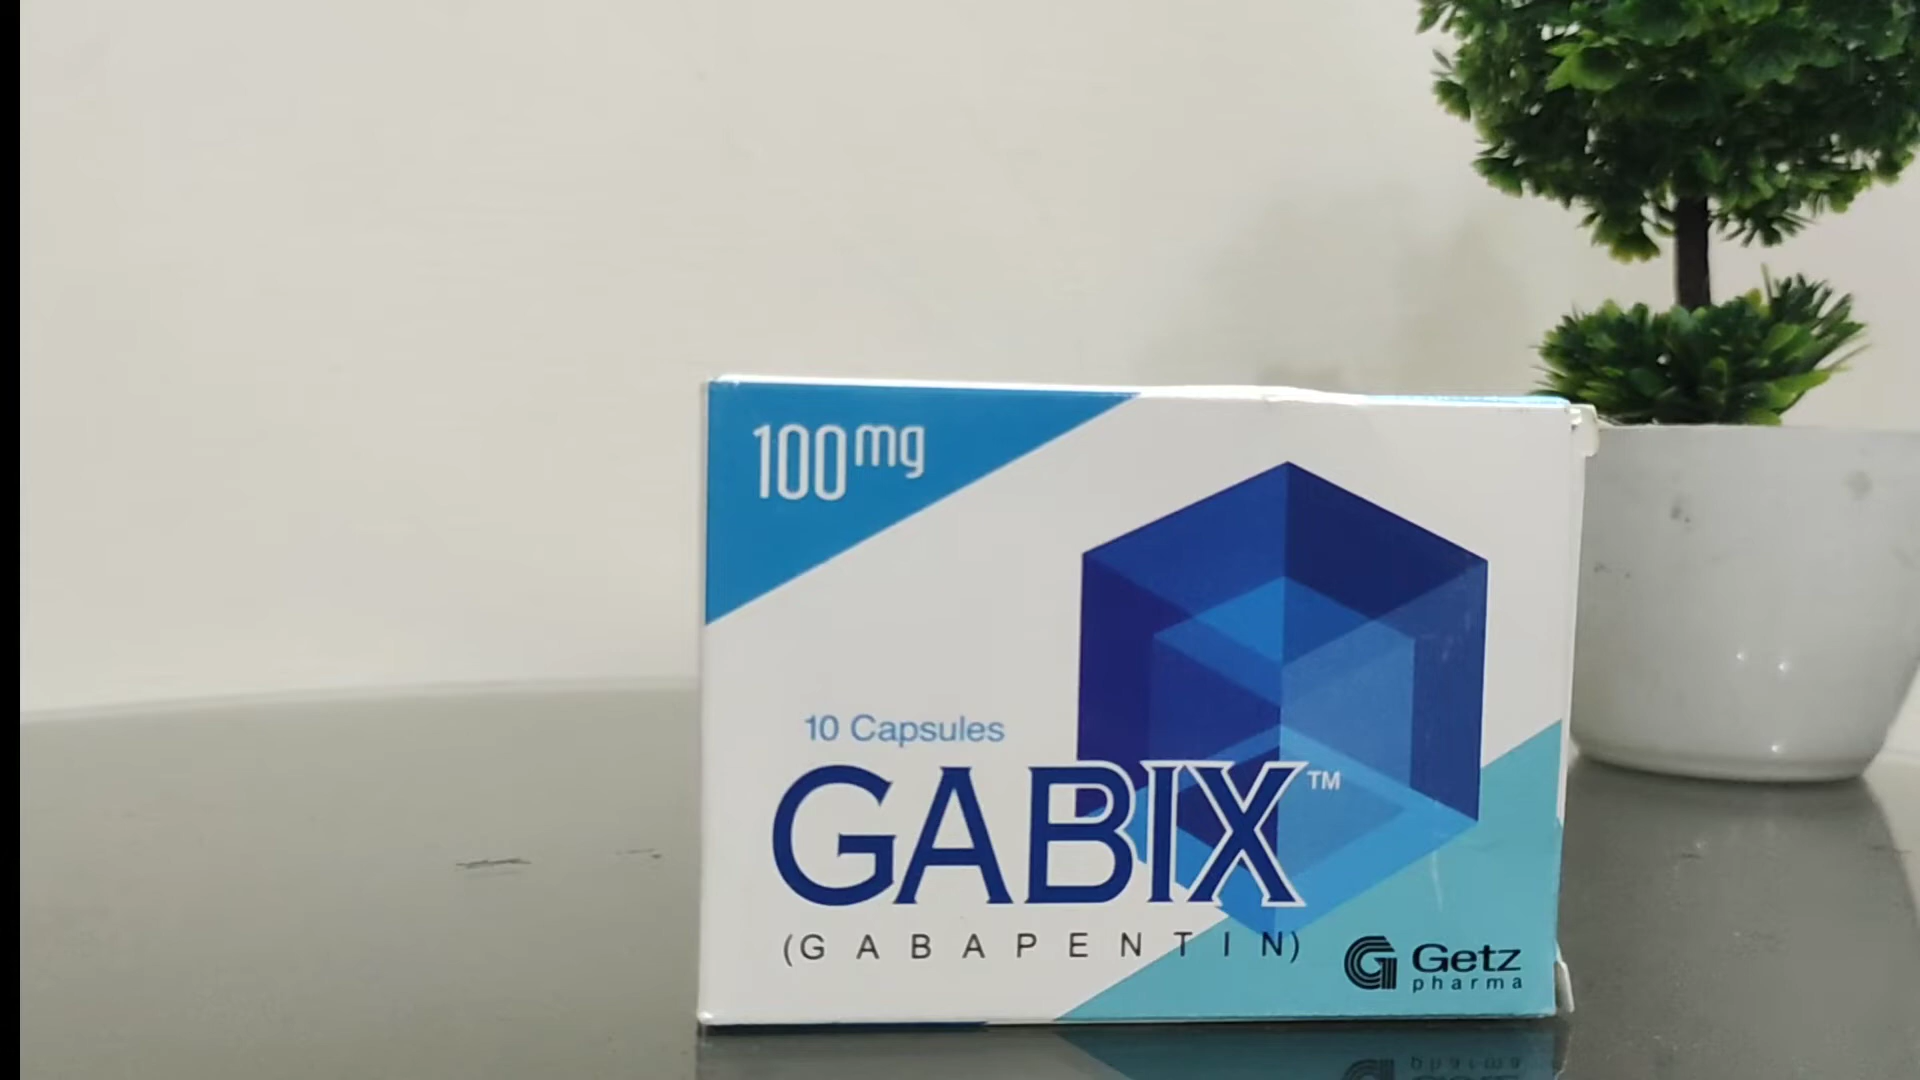 100mg
10 Capsules
GABIX™
(GABAPENTIN)
Getz
pharma